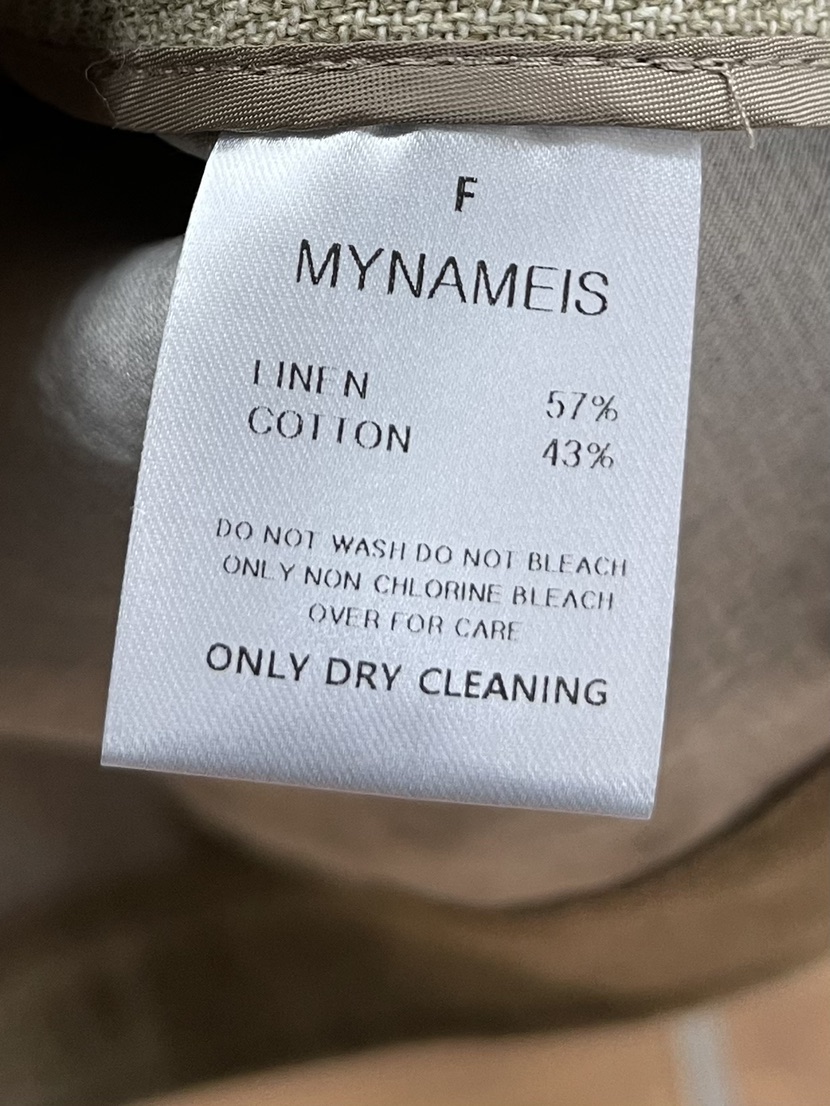 F
MYNAMEIS
LINEN 57%
COTTON 43%
DO NOT WASH DO NOT BLEACH
ONLY NON CHLORINE BLEACH
OVER FOR CARE
ONLY DRY CLEANING